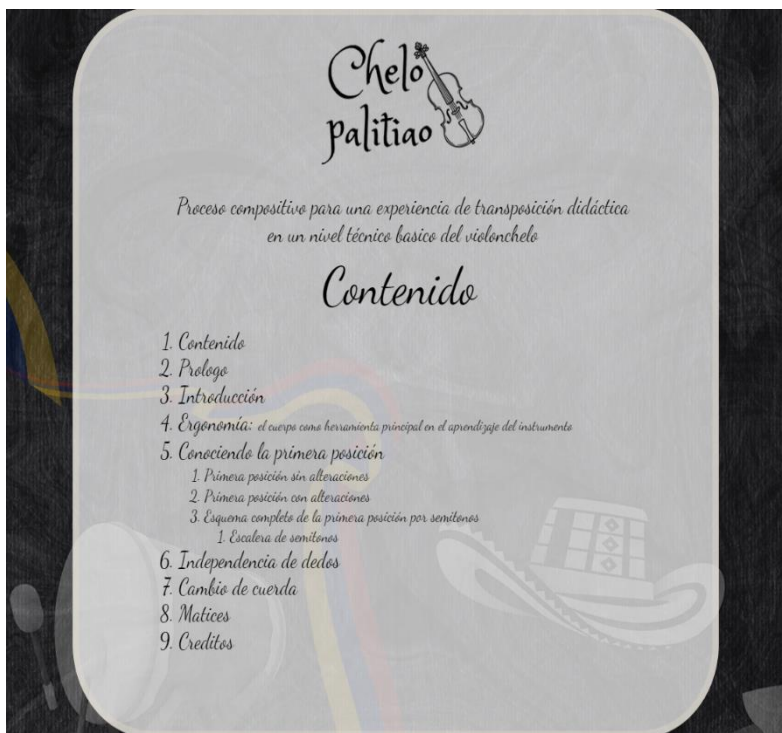 Chelo
palitiao
Proceso compositivo para una experiencia de transposición didáctica
en un nivel técnico basico del violonchelo
Contenido
1. Contenido
2. Prologo
3. Introducción
4. Ergonomía: el cuerpo como herramienta principal en el aprendizaje del instrumento
5. Conociendo la primera posición
1. Primera posición sin alteraciones
2. Primera posición con alteraciones
3. Esquema completo de la primera posición por semitonos
1. Escalera de semitonos
6. Independencia de dedos
7. Cambio de cuerda
8. Matices
9. Creditos